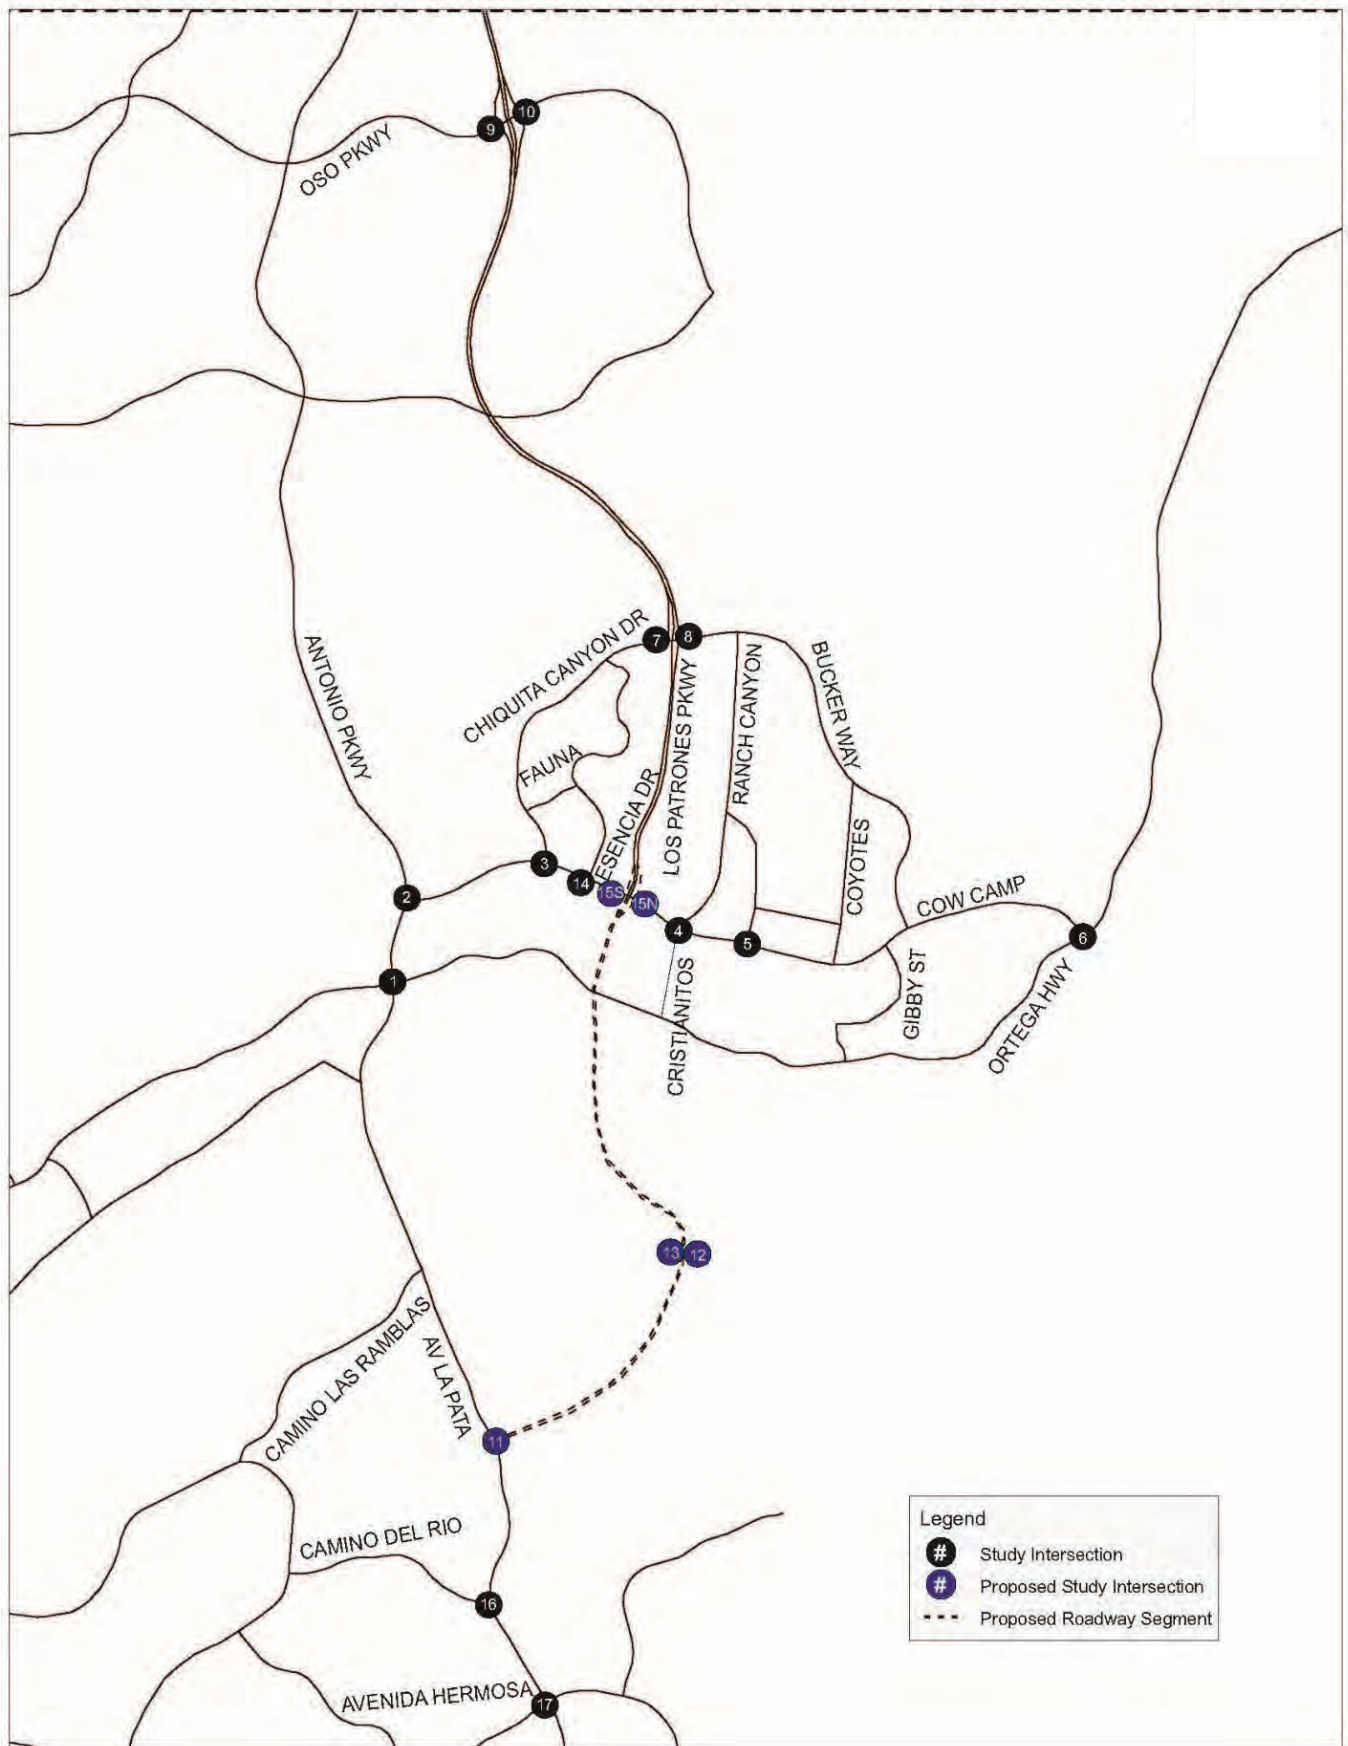 10
9
OSO PKWY
7
8
CHIQUITA CANYON DR
ANTONIO PKWY
LOS PATRONES PKWY
RANCH CANYON
BUCKER WAY
FAUNA
ESENCIA DR
COYOTES
3
14
15S
15N
2
4
5
COW CAMP
6
1
CRISTIANITOS
GIBBY ST
ORTEGA HWY
13
12
CAMINO LAS RAMBLAS
AV LA PATA
11
CAMINO DEL RIO
16
AVENIDA HERMOSA
17
Legend
# Study Intersection
# Proposed Study Intersection
Proposed Roadway Segment